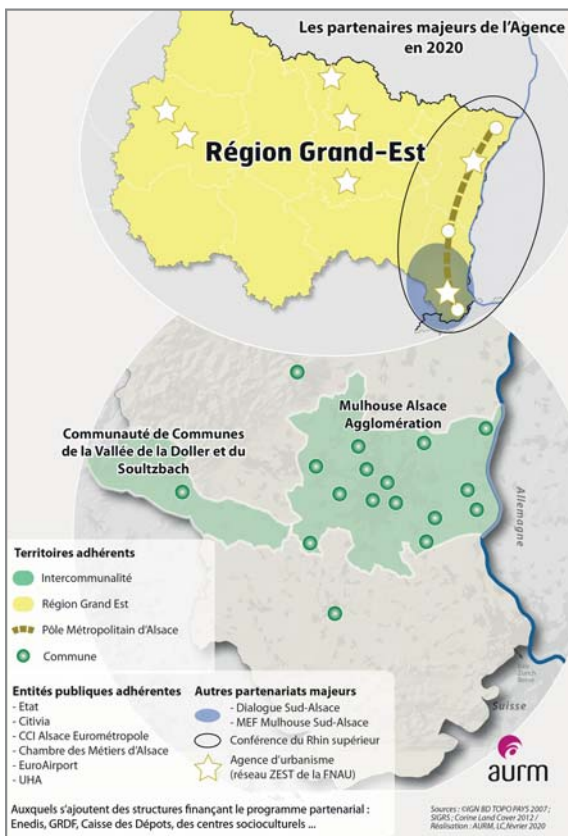 Les partenaires majeurs de l'Agence
en 2020
Région Grand-Est
Mulhouse Alsace
Agglomération
Communauté de Communes
de la Vallée de la Doller et du
Soultzbach
Allemagne
Suisse
Territoires adhérents
Intercommunalité
Région Grand Est
Pôle Métropolitain d'Alsace
Commune
Entités publiques adhérentes
- Etat
- Citivia
- CCI Alsace Eurométropole
- Chambre des Métiers d'Alsace
- EuroAirport
- UHA
Autres partenariats majeurs
- Dialogue Sud-Alsace
- MEF Mulhouse Sud-Alsace
Conférence du Rhin supérieur
Agence d'urbanisme
(réseau ZEST de la FNAU)
aurm
Auxquels s'ajoutent des structures finançant le programme partenarial :
Enedis, GRDF, Caisse des Dépots, des centres socioculturels ...
Sources : ©IGN BD TOPO PAYS 2007 ;
SIGRS ; Corine Land Cover 2012 /
Réalisation : AURM, LC, février 2020